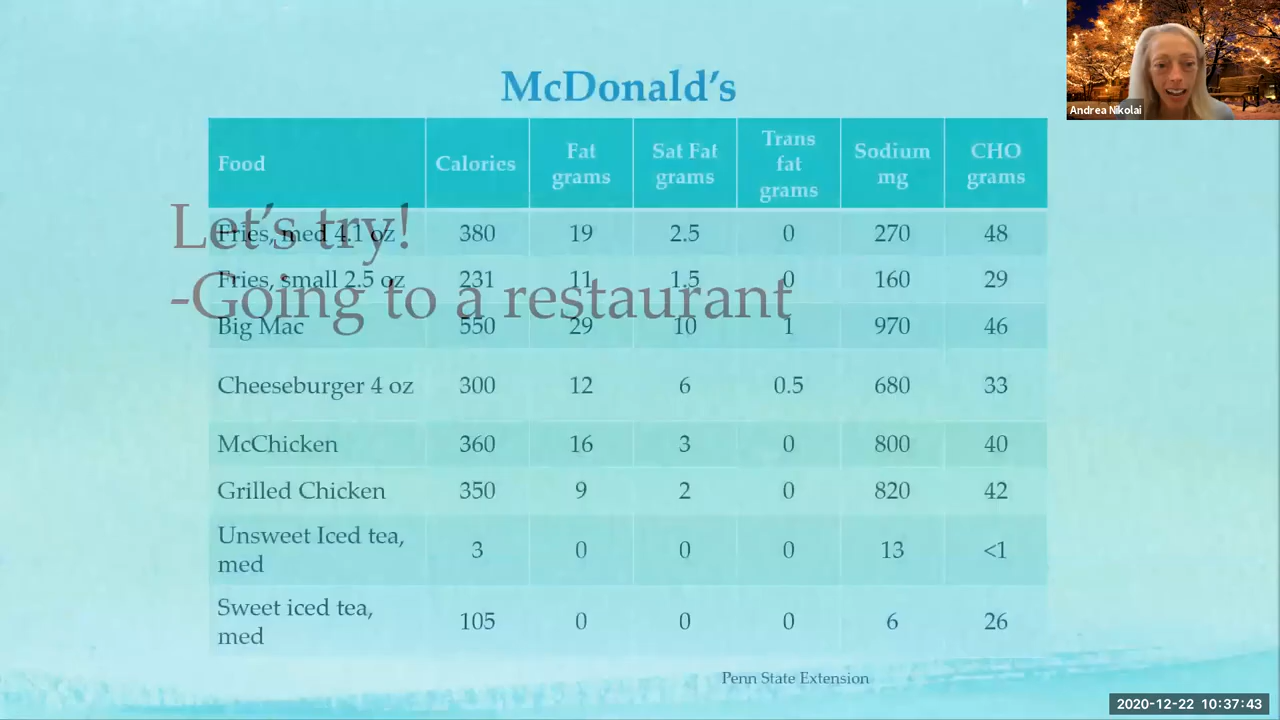 McDonald's
Food Calories Fat grams Sat Fat grams Trans fat grams Sodium mg CHO grams
Let's try!
-Going to a restaurant
Fries, med 4.1 oz 380 19 2.5 0 270 48
Fries, small 2.5 oz 231 11 1.5 0 160 29
Big Mac 550 29 10 1 970 46
Cheeseburger 4 oz 300 12 6 0.5 680 33
McChicken 360 16 3 0 800 40
Grilled Chicken 350 9 2 0 820 42
Unsweet Iced tea, med 3 0 0 0 13 <1
Sweet iced tea, med 105 0 0 0 6 26
Penn State Extension
Andrea Nikolai
2020-12-22 10:37:43